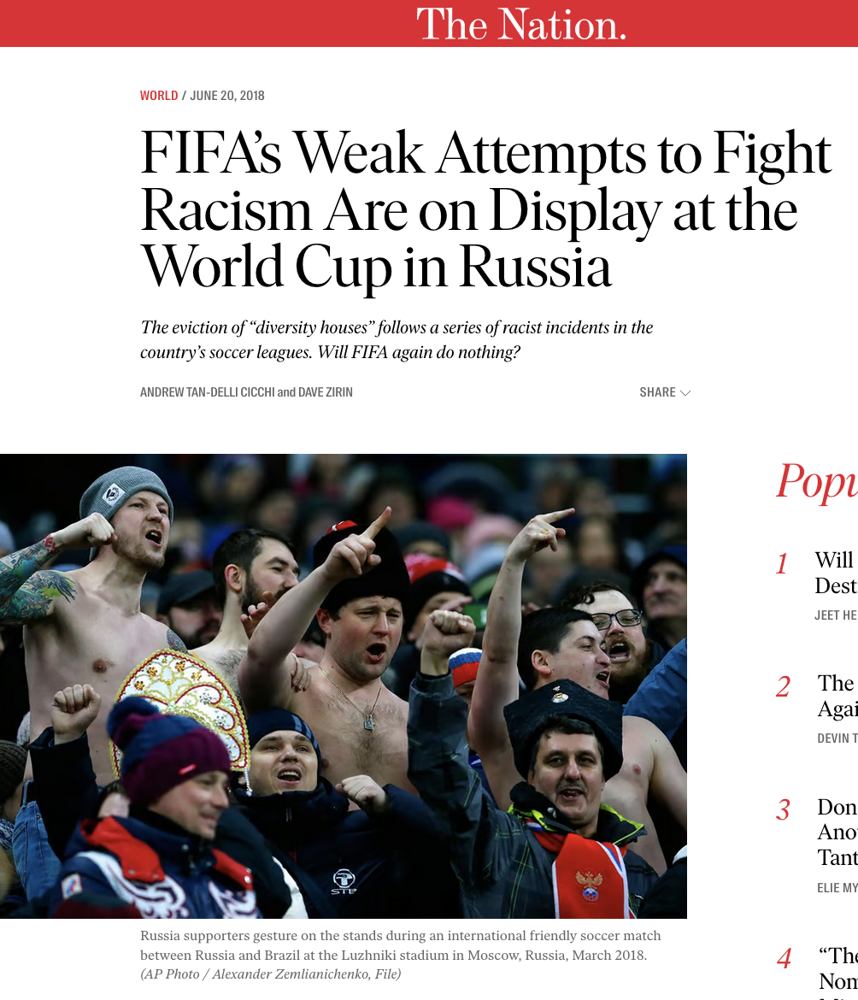 The Nation.
WORLD / JUNE 20, 2018
FIFA’s Weak Attempts to Fight
Racism Are on Display at the
World Cup in Russia
The eviction of “diversity houses” follows a series of racist incidents in the
country’s soccer leagues. Will FIFA again do nothing?
ANDREW TAN-DELLI CICCHI and DAVE ZIRIN
SHARE
STP
Russia supporters gesture on the stands during an international friendly soccer match
between Russia and Brazil at the Luzhniki stadium in Moscow, Russia, March 2018.
(AP Photo / Alexander Zemlianichenko, File)
Popu
1 Will
Dest
JEET HE
2 The
Agai
DEVIN T
3 Don
Ano
Tant
ELIE MY
4 “The
Nom